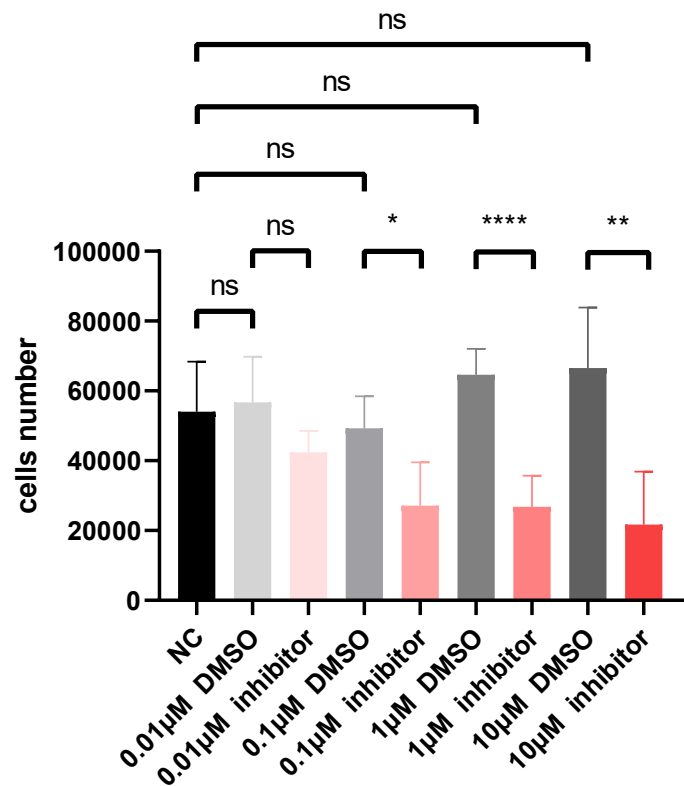 ns
ns
ns
ns * **** **
ns
100000
80000
60000
40000
20000
0
cells number
NC
0.01μM DMSO
0.01μM inhibitor
0.1μM DMSO
0.1μM inhibitor
1μM DMSO
1μM inhibitor
10μM DMSO
10μM inhibitor